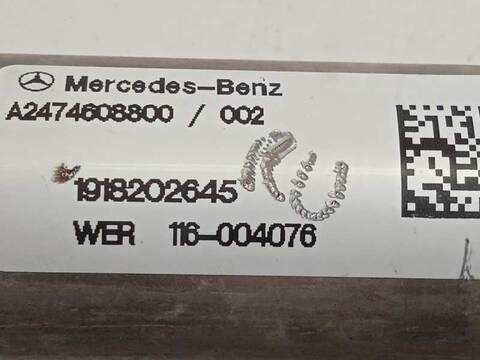 Mercedes-Benz
A2474608800 / 002
1918202645
WER 116-004076